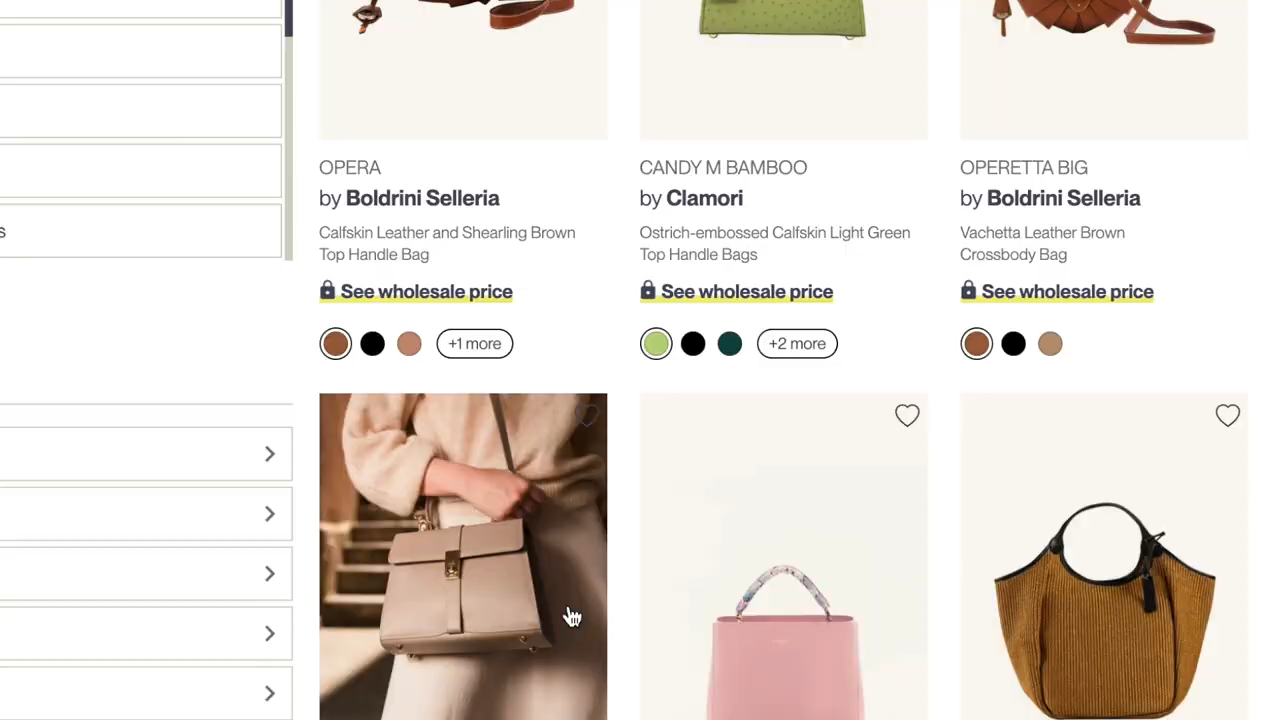 s
OPERA
by Boldrini Selleria
Calfskin Leather and Shearling Brown
Top Handle Bag
See wholesale price
+1 more
CANDY M BAMBOO
by Clamori
Ostrich-embossed Calfskin Light Green
Top Handle Bags
See wholesale price
+2 more
OPERETTA BIG
by Boldrini Selleria
Vachetta Leather Brown
Crossbody Bag
See wholesale price